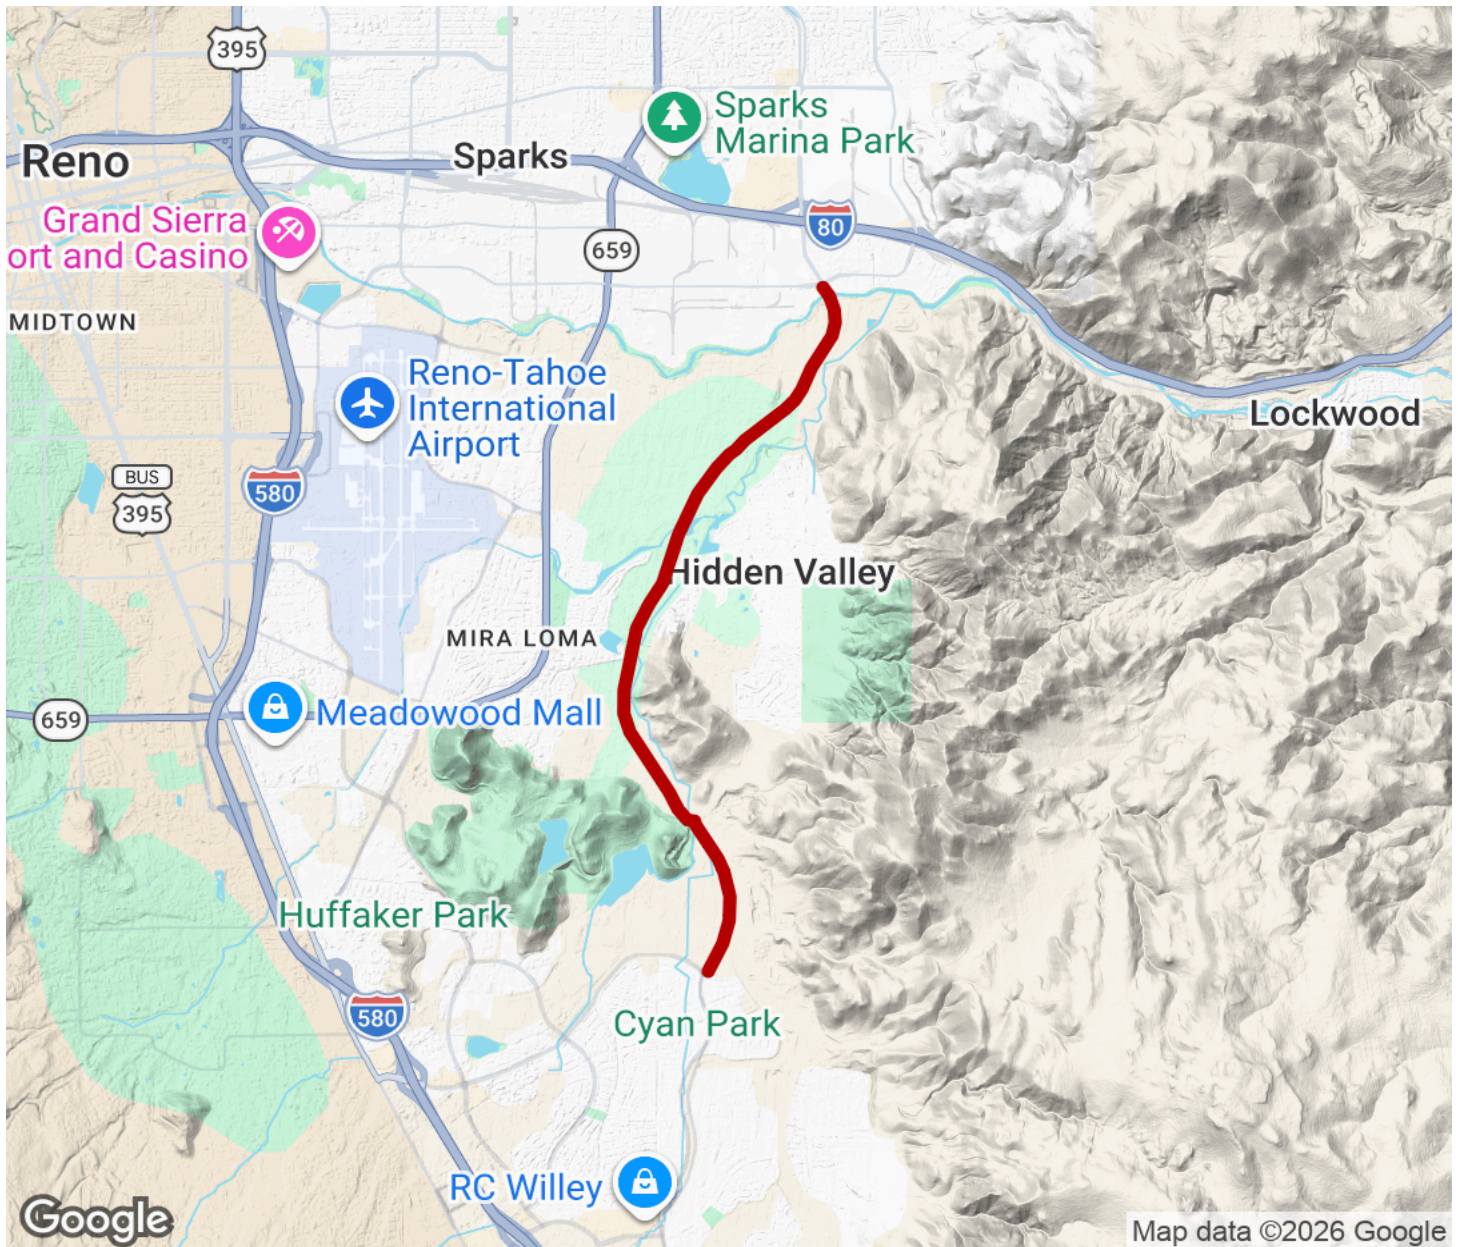 395
Sparks
Marina Park
Reno
Sparks
Grand Sierra
ort and Casino
80
659
MIDTOWN
Reno-Tahoe
International
Airport
Lockwood
BUS
395
580
Hidden Valley
MIRA LOMA
659
Meadowood Mall
Huffaker Park
580
Cyan Park
RC Willey
Google
Map data ©2026 Google